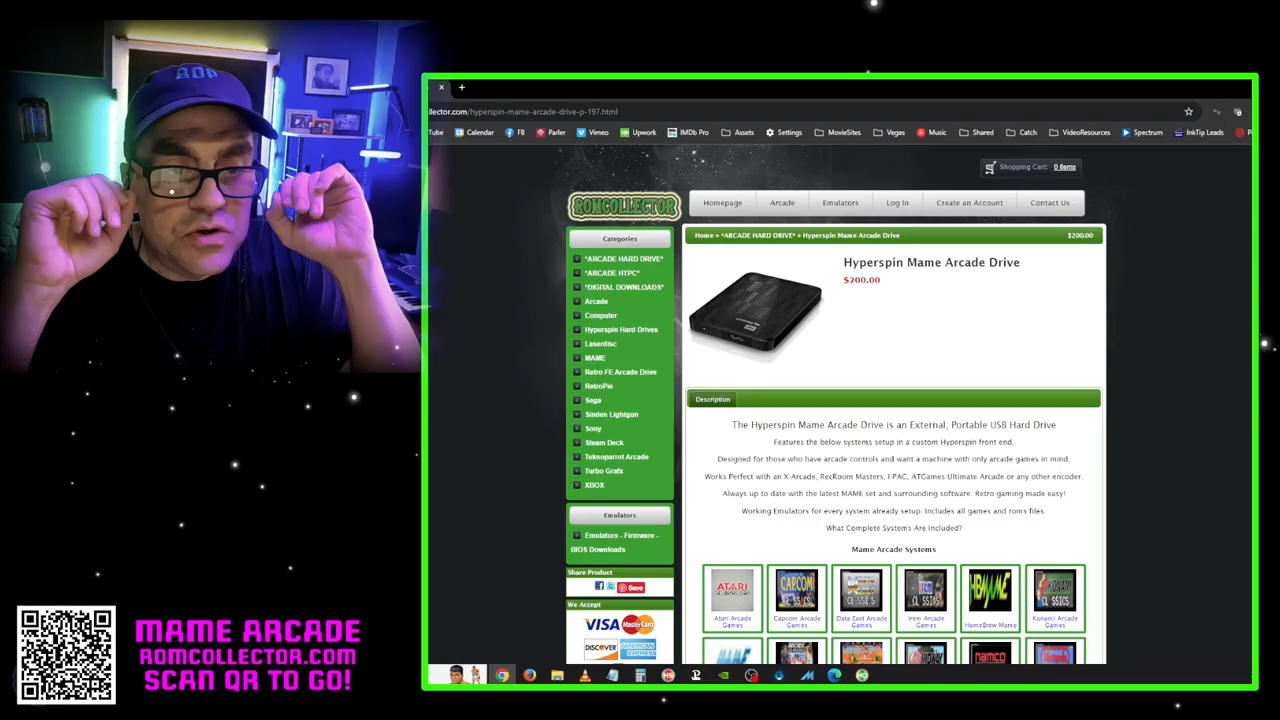 MAME ARCADE
ROMCOLLECTOR.COM
SCAN QR TO GO!
llector.com/hyperspin-mame-arcade-drive-p-197.html
Tube Calendar FB Parler Vimeo Upwork IMDb Pro Assets Settings MovieSites Vegas Music Shared Catch VideoResources Spectrum InkTip Leads
Shopping Cart: 0 items
ROMCOLLECTOR
Homepage Arcade Emulators Log In Create an Account Contact Us
Categories
*ARCADE HARD DRIVE*
*ARCADE HTPC*
*DIGITAL DOWNLOADS*
Arcade
Computer
Hyperspin Hard Drives
Laserdisc
MAME
Retro FE Arcade Drive
RetroPie
Sega
Sinden Lightgun
Sony
Steam Deck
Teknoparrot Arcade
Turbo Grafx
XBOX
Emulators
Emulators - Firmware -
BIOS Downloads
Share Product
Save
We Accept
VISA MasterCard
DISCOVER AMERICAN EXPRESS
Home » *ARCADE HARD DRIVE* » Hyperspin Mame Arcade Drive $200.00
Hyperspin Mame Arcade Drive
$200.00
Description
The Hyperspin Mame Arcade Drive is an External, Portable USB Hard Drive
Features the below systems setup in a custom Hyperspin front end.
Designed for those who have arcade controls and want a machine with only arcade games in mind.
Works Perfect with an X-Arcade, RecRoom Masters, I-PAC, ATGames Ultimate Arcade or any other encoder.
Always up to date with the latest MAME set and surrounding software. Retro gaming made easy!
Working Emulators for every system already setup. Includes all games and roms files.
What Complete Systems Are Included?
Mame Arcade Systems
Atari Arcade Games
Capcom Arcade Games
Data East Arcade Games
Irem Arcade Games
HomeBrew Mame
Konami Arcade Games